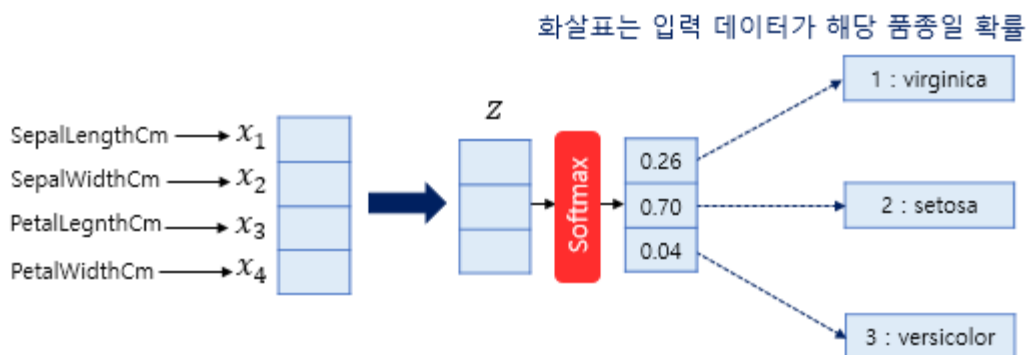 화살표는 입력 데이터가 해당 품종일 확률
1 : virginica
z
SepalLengthCm x1
SepalWidthCm x2
PetalLegnthCm x3
PetalWidthCm x4
Softmax
0.26
0.70
0.04
2 : setosa
3 : versicolor